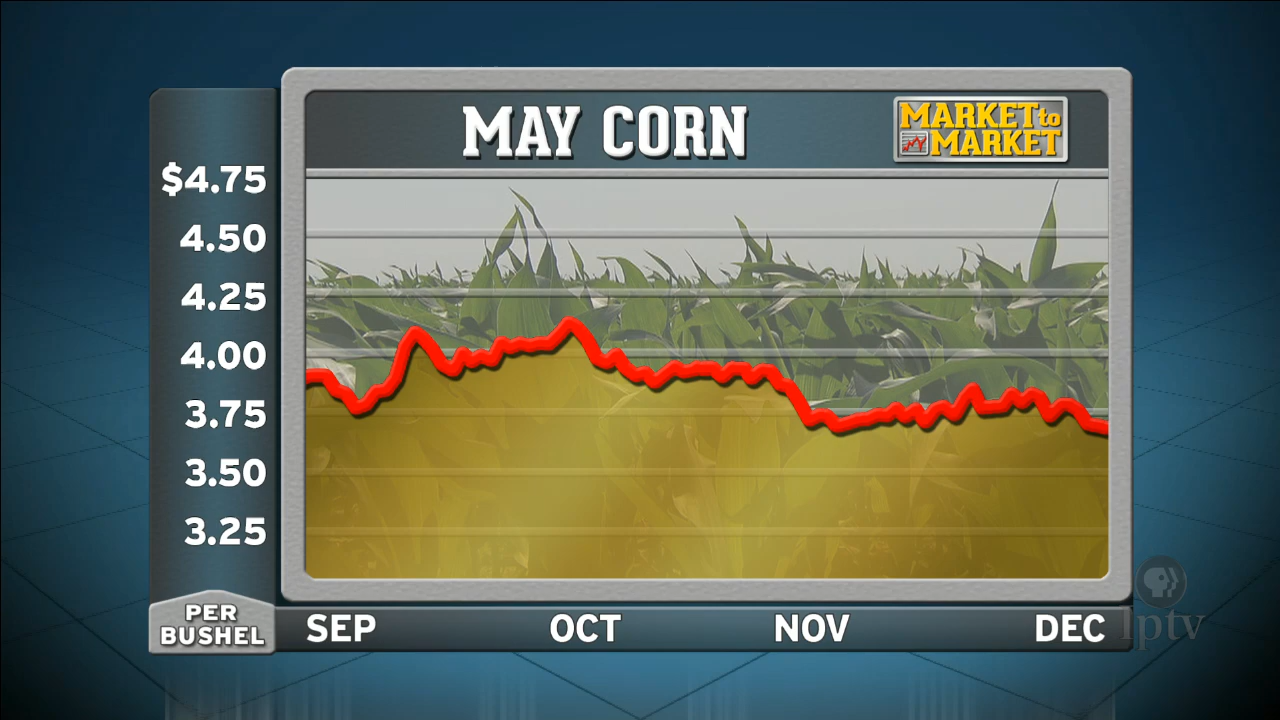 MAY CORN
MARKET to
MARKET
$4.75
4.50
4.25
4.00
3.75
3.50
3.25
PER
BUSHEL
SEP OCT NOV DEC
Iptv